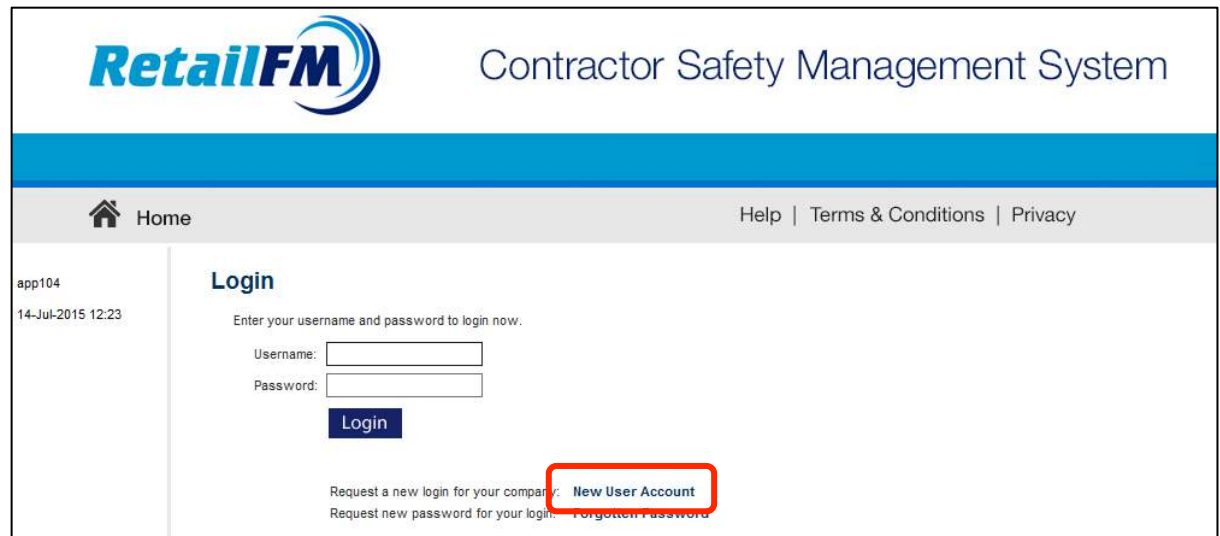 RetailFM
Contractor Safety Management System
Home
Help | Terms & Conditions | Privacy
app104
14-Jul-2015 12:23
Login
Enter your username and password to login now.
Username:
Password:
Login
Request a new login for your company: New User Account
Request new password for your login: Forgotten Password